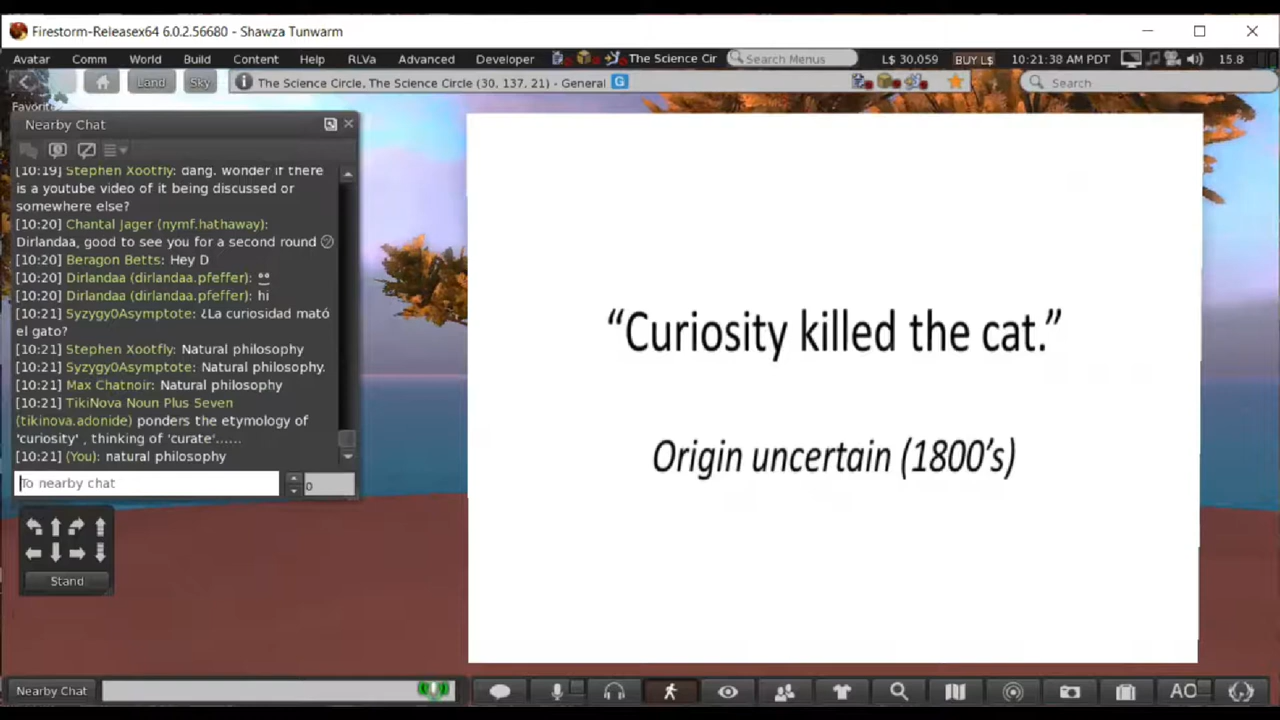 Firestorm-Releasex64 6.0.2.56680 - Shawza Tunwarm
Avatar Comm World Build Content Help RLVa Advanced Developer The Science Cir Search Menus L$ 30,059 BUY L$ 10:21:38 AM PDT 15.8
Land Sky The Science Circle, The Science Circle (30, 137, 21) - General G Search
Favorite
Nearby Chat
[10:19] Stephen Xootfly: dang. wonder if there
is a youtube video of it being discussed or
somewhere else?
[10:20] Chantal Jager (nymf.hathaway):
Dirlandaa, good to see you for a second round
[10:20] Beragon Betts: Hey D
[10:20] Dirlandaa (dirlandaa.pfeffer):
[10:20] Dirlandaa (dirlandaa.pfeffer): hi
[10:21] Syzygy0Asymptote: ¿La curiosidad mató
el gato?
[10:21] Stephen Xootfly: Natural philosophy
[10:21] Syzygy0Asymptote: Natural philosophy.
[10:21] Max Chatnoir: Natural philosophy
[10:21] TikiNova Noun Plus Seven
(tikinova.adonide) ponders the etymology of
'curiosity' , thinking of 'curate'......
[10:21] (You): natural philosophy
To nearby chat 0
Stand
“Curiosity killed the cat.”
Origin uncertain (1800’s)
Nearby Chat AO